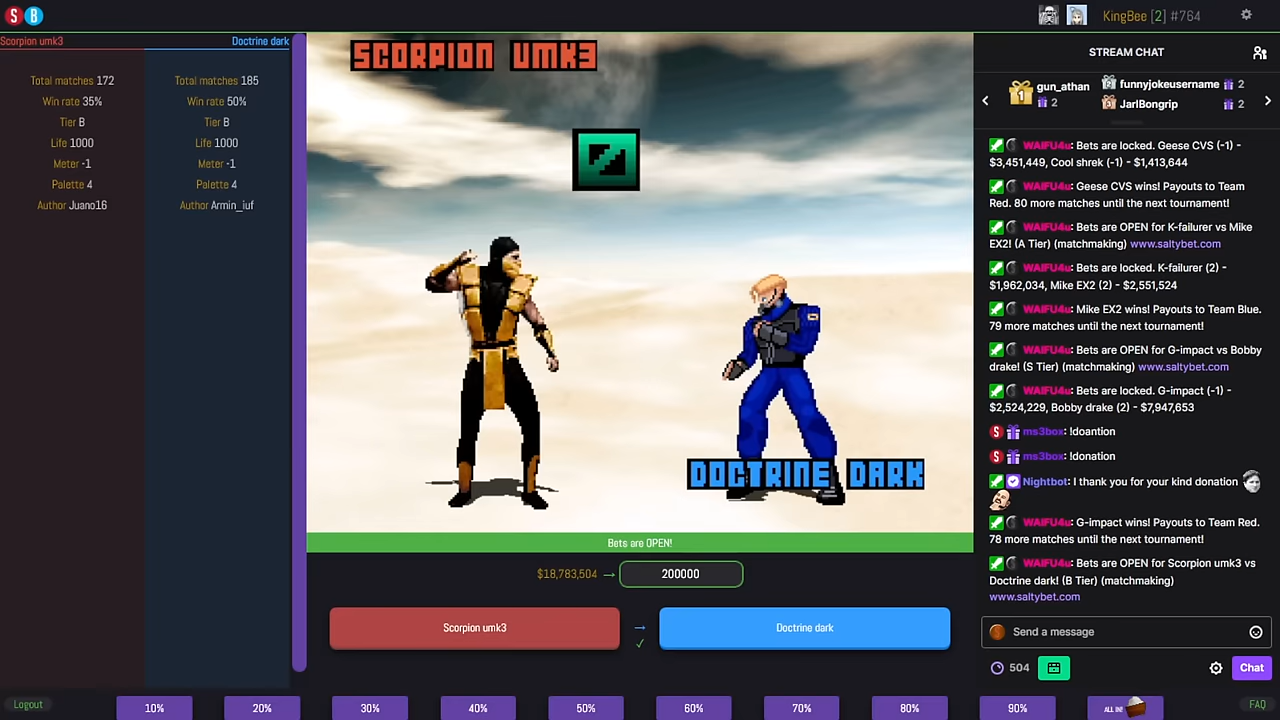 S B
KingBee [2] #764
Scorpion umk3
Doctrine dark
Total matches 172
Win rate 35%
Tier B
Life 1000
Meter -1
Palette 4
Author Juano16
Total matches 185
Win rate 50%
Tier B
Life 1000
Meter -1
Palette 4
Author Armin_iuf
SCORPION UMK3
DOCTRINE DARK
Bets are OPEN!
$18,783,504 → 200000
Scorpion umk3
→
✓
Doctrine dark
STREAM CHAT
1
gun_athan
2
funnyjokeusername 2
JarlBongrip 2
WAIFU4u: Bets are locked. Geese CVS (-1) -
$3,451,449, Cool shrek (-1) - $1,413,644
WAIFU4u: Geese CVS wins! Payouts to Team
Red. 80 more matches until the next tournament!
WAIFU4u: Bets are OPEN for K-failurer vs Mike
EX2! (A Tier) (matchmaking) www.saltybet.com
WAIFU4u: Bets are locked. K-failurer (2) -
$1,962,034, Mike EX2 (2) - $2,551,524
WAIFU4u: Mike EX2 wins! Payouts to Team Blue.
79 more matches until the next tournament!
WAIFU4u: Bets are OPEN for G-impact vs Bobby
drake! (S Tier) (matchmaking) www.saltybet.com
WAIFU4u: Bets are locked. G-impact (-1) -
$2,524,229, Bobby drake (2) - $7,947,653
S ms3box: !doantion
S ms3box: !donation
Nightbot: I thank you for your kind donation
WAIFU4u: G-impact wins! Payouts to Team Red.
78 more matches until the next tournament!
WAIFU4u: Bets are OPEN for Scorpion umk3 vs
Doctrine dark! (B Tier) (matchmaking)
www.saltybet.com
Send a message
504
Chat
Logout
10%
20%
30%
40%
50%
60%
70%
80%
90%
ALL IN!
FAQ